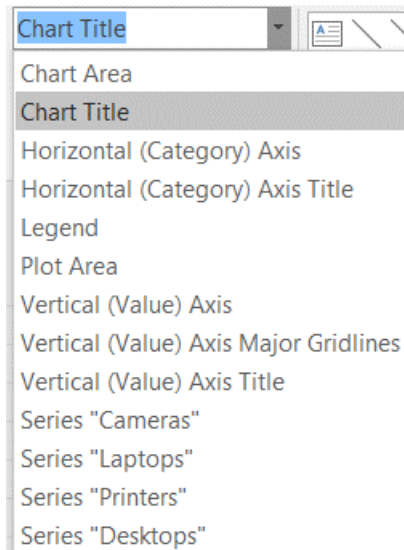 Chart Title
Chart Area
Chart Title
Horizontal (Category) Axis
Horizontal (Category) Axis Title
Legend
Plot Area
Vertical (Value) Axis
Vertical (Value) Axis Major Gridlines
Vertical (Value) Axis Title
Series "Cameras"
Series "Laptops"
Series "Printers"
Series "Desktops"